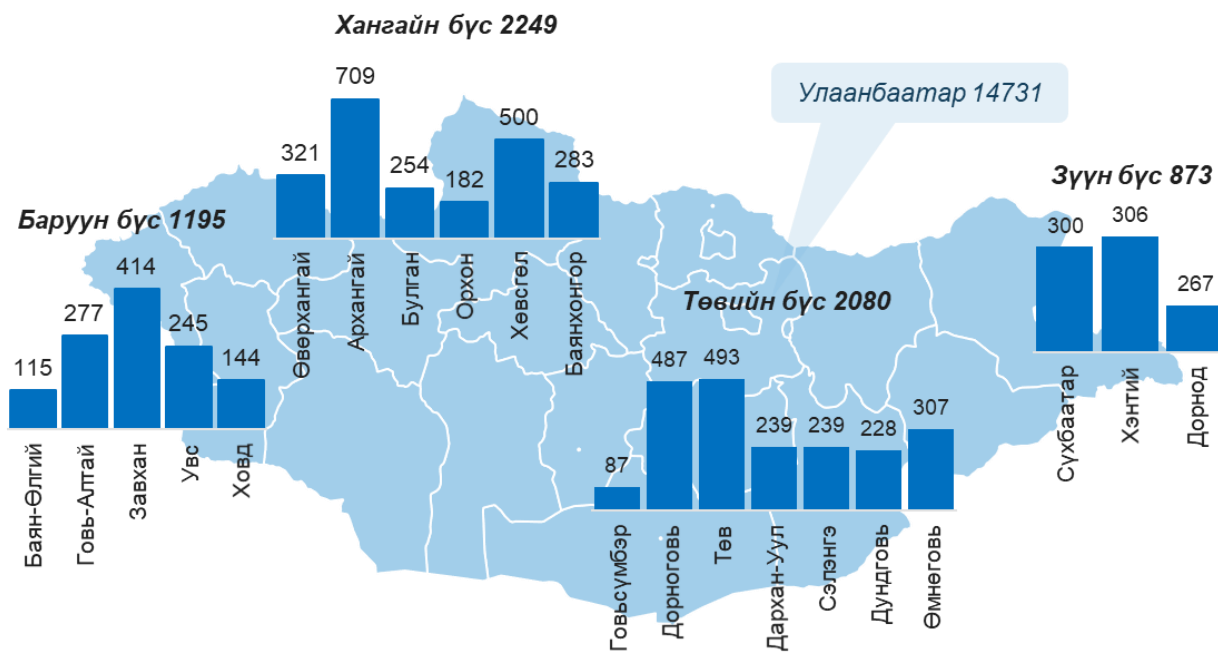 Хангайн бүс 2249
709
500
321
254
283
182
Өвөрхангай
Архангай
Булган
Орхон
Хөвсгөл
Баянхонгор
Улаанбаатар 14731
Зүүн бүс 873
300
306
267
Сүхбаатар
Хэнтий
Дорнод
Баруун бүс 1195
115
277
414
245
144
Баян-Өлгий
Говь-Алтай
Завхан
Увс
Ховд
Төвийн бүс 2080
87
487
493
239
239
228
307
Говьсүмбэр
Дорноговь
Төв
Дархан-Уул
Сэлэнгэ
Дундговь
Өмнөговь